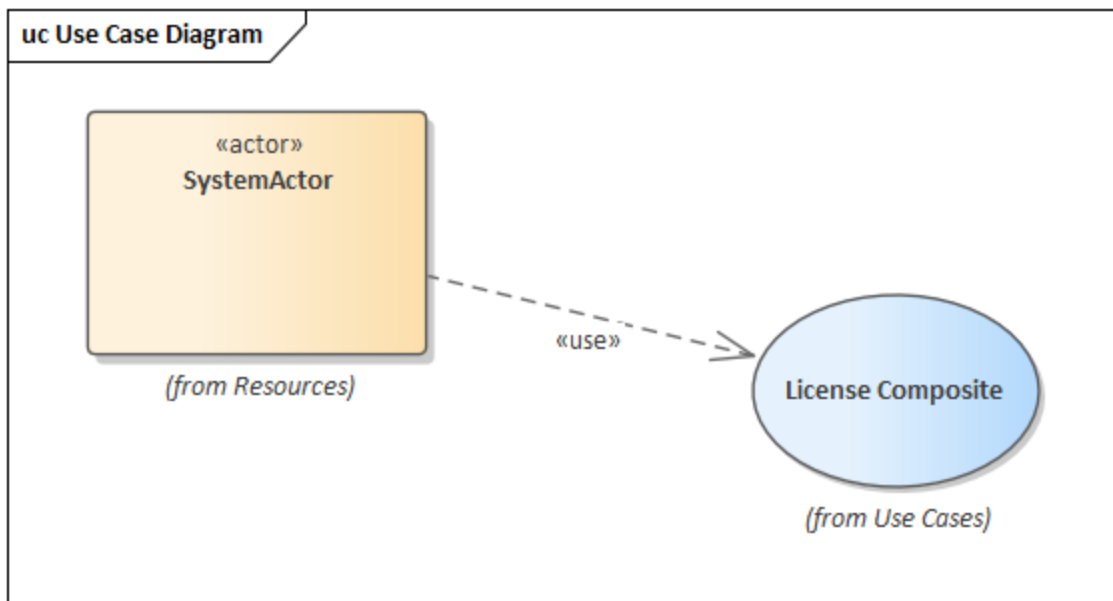 uc Use Case Diagram
«actor»
SystemActor
«use»
(from Resources)
License Composite
(from Use Cases)